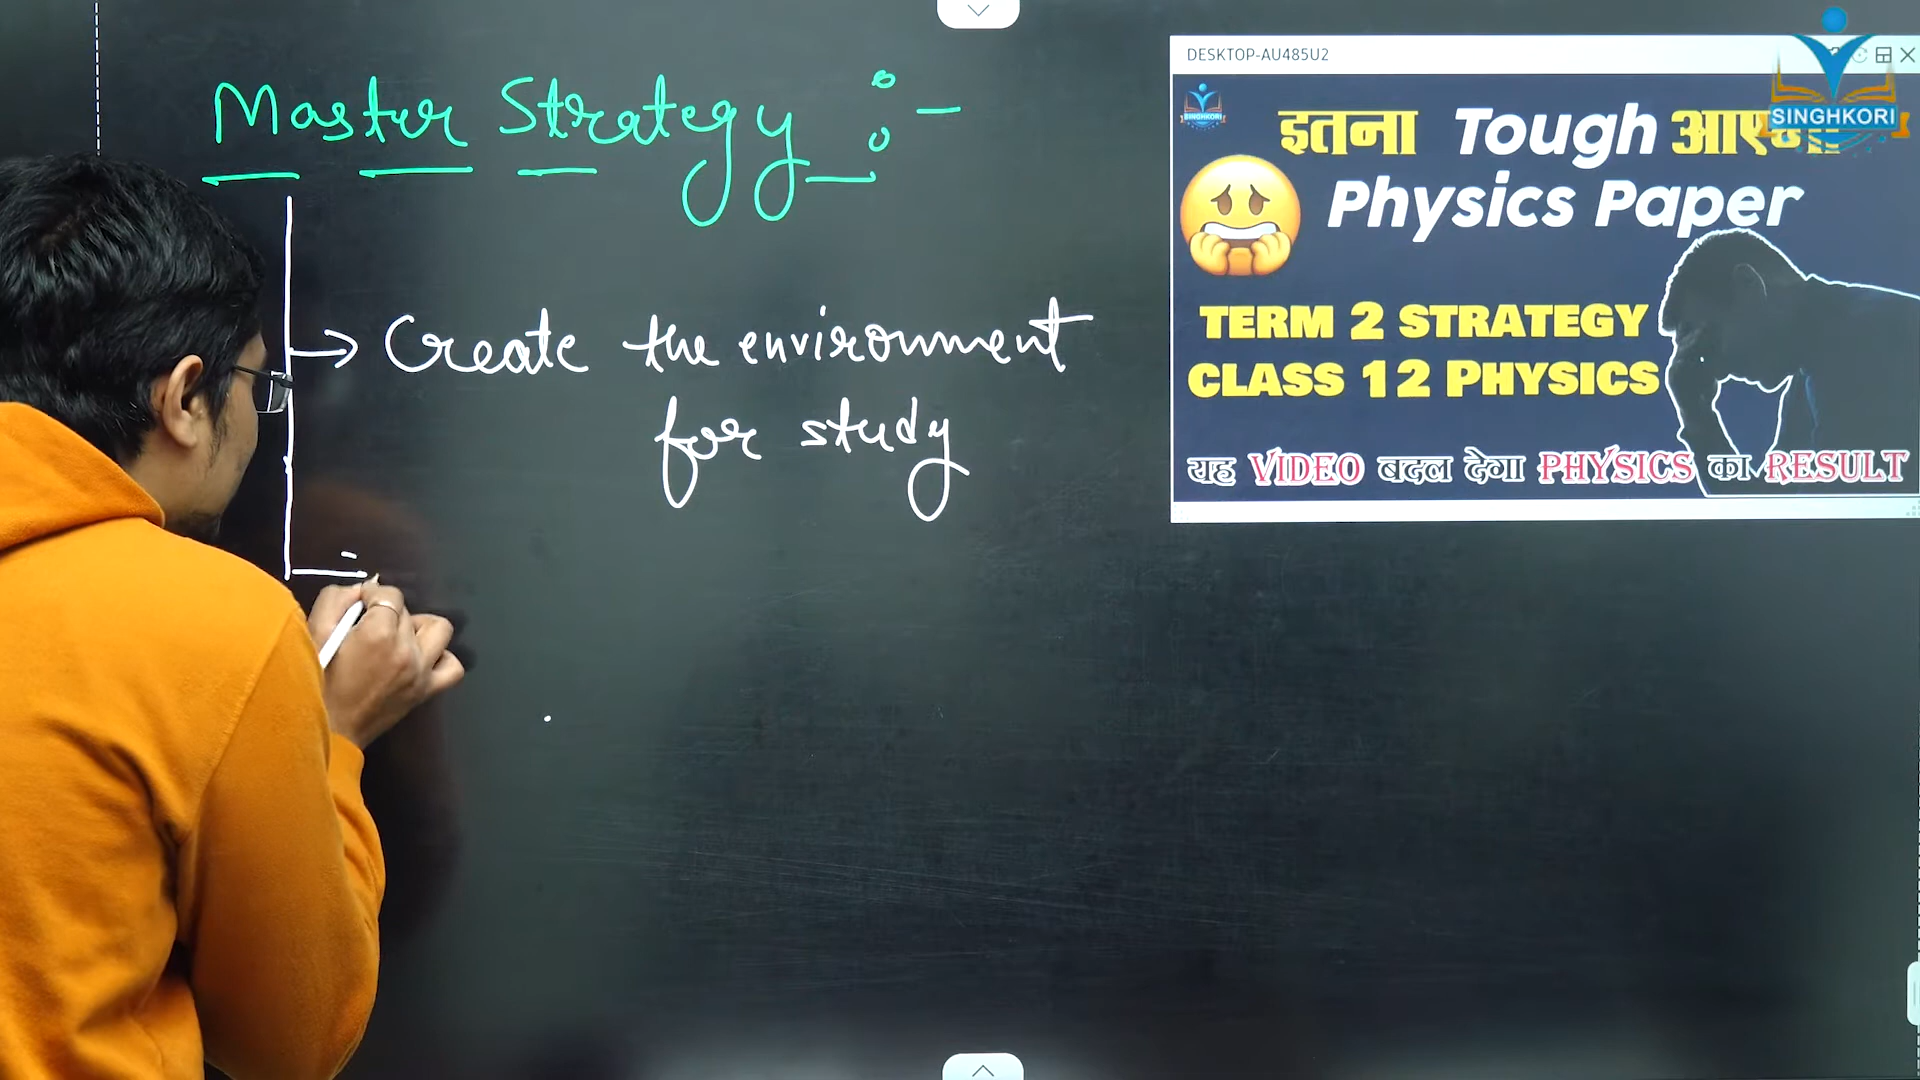 Master Strategy :-
→ Create the environment
for study
DESKTOP-AU485U2
SINGHKORI
SINGHKORI
इतना Tough
Physics Paper
TERM 2 STRATEGY
CLASS 12 PHYSICS
यह VIDEO बदल देगा PHYSICS का RESULT